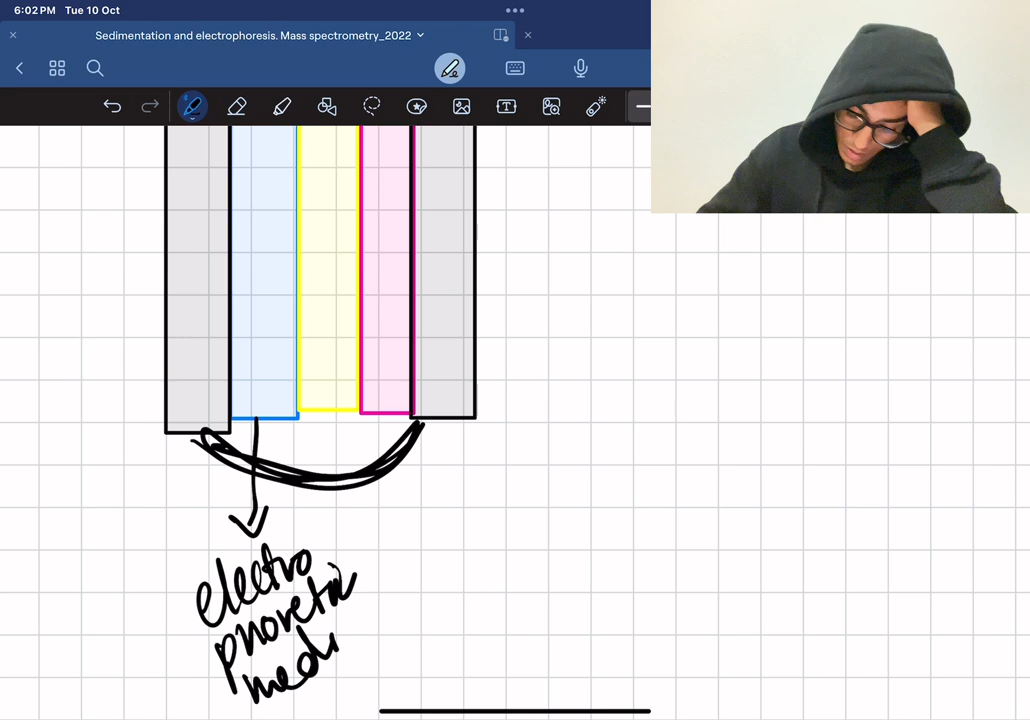 6:02 PM Tue 10 Oct
Sedimentation and electrophoresis. Mass spectrometry_2022
T
electro
phoretic
medi